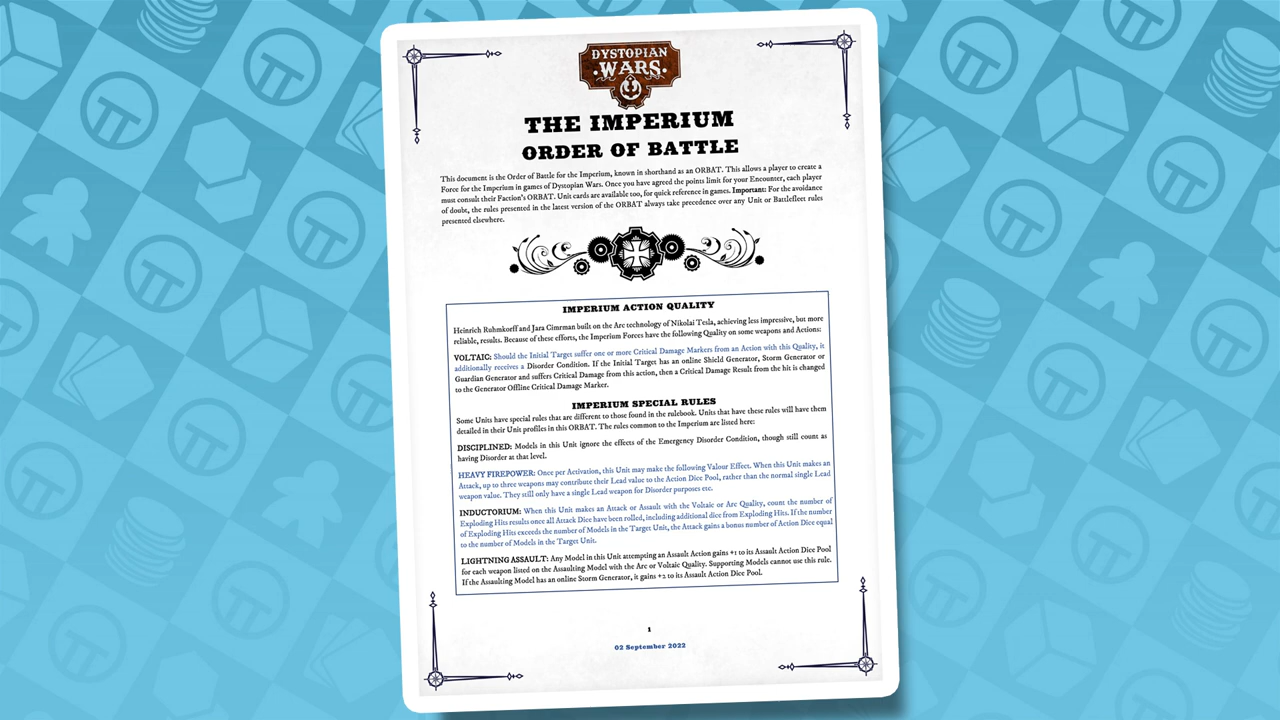 DYSTOPIAN
WARS
THE IMPERIUM
ORDER OF BATTLE
This document is the Order of Battle for the Imperium, known in shorthand as an ORBAT. This allows a player to create a
Force for the Imperium in games of Dystopian Wars. Once you have agreed the points limit for your Encounter, each player
must consult their Faction's ORBAT. Unit cards are available too, for quick reference in games. Important: For the avoidance
of doubt, the rules presented in the latest version of the ORBAT always take precedence over any Unit or Battlefleet rules
presented elsewhere.
IMPERIUM ACTION QUALITY
Heinrich Ruhmkorff and Jara Cimrman built on the Arc technology of Nikolai Tesla, achieving less impressive, but more
reliable, results. Because of these efforts, the Imperium Forces have the following Quality on some weapons and Actions:
VOLTAIC: Should the Initial Target suffer one or more Critical Damage Markers from an Action with this Quality, it
additionally receives a Disorder Condition. If the Initial Target has an online Shield Generator, Storm Generator or
Guardian Generator and suffers Critical Damage from this action, then a Critical Damage Result from the hit is changed
to the Generator Offline Critical Damage Marker.
IMPERIUM SPECIAL RULES
Some Units have special rules that are different to those found in the rulebook. Units that have these rules will have them
detailed in their Unit profiles in this ORBAT. The rules common to the Imperium are listed here:
DISCIPLINED: Models in this Unit ignore the effects of the Emergency Disorder Condition, though still count as
having Disorder at that level.
HEAVY FIREPOWER: Once per Activation, this Unit may make the following Valour Effect. When this Unit makes an
Attack, up to three weapons may contribute their Lead value to the Action Dice Pool, rather than the normal single Lead
weapon value. They still only have a single Lead weapon for Disorder purposes etc.
INDUCTORIUM: When this Unit makes an Attack or Assault with the Voltaic or Arc Quality, count the number of
Exploding Hits results once all Attack Dice have been rolled, including additional dice from Exploding Hits. If the number
of Exploding Hits exceeds the number of Models in the Target Unit, the Attack gains a bonus number of Action Dice equal
to the number of Models in the Target Unit.
LIGHTNING ASSAULT: Any Model in this Unit attempting an Assault Action gains +1 to its Assault Action Dice Pool
for each weapon listed on the Assaulting Model with the Arc or Voltaic Quality. Supporting Models cannot use this rule.
If the Assaulting Model has an online Storm Generator, it gains +2 to its Assault Action Dice Pool.
1
02 September 2022